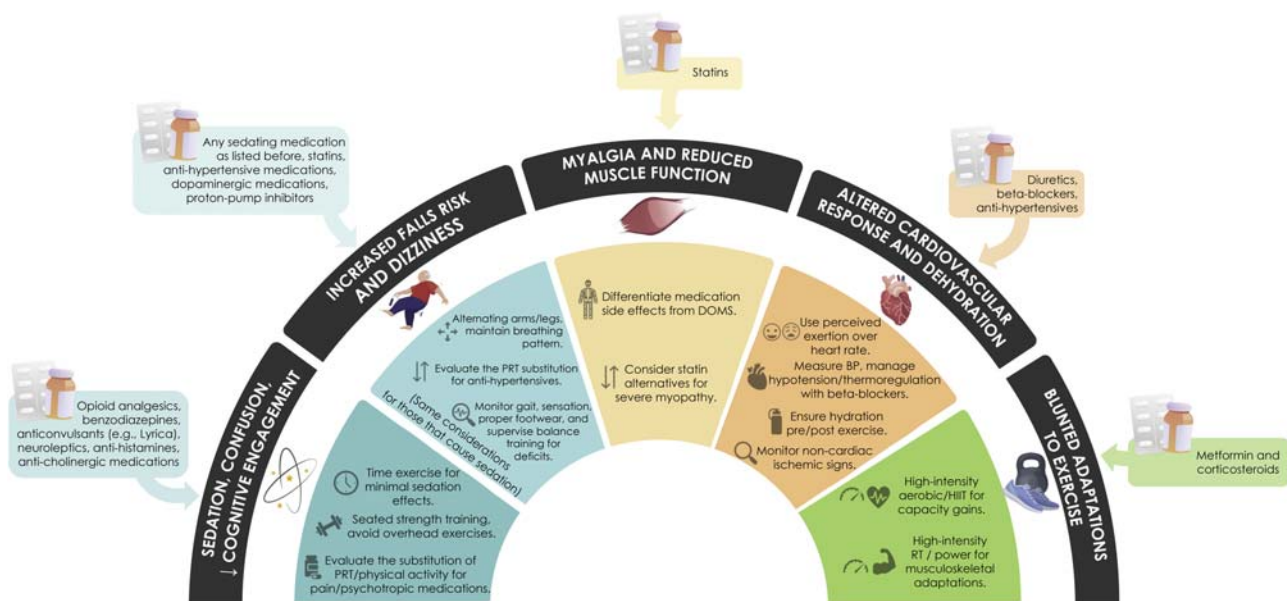 Statins
MYALGIA AND REDUCED
MUSCLE FUNCTION
Any sedating medication
as listed before, statins,
anti-hypertensive medications,
dopaminergic medications,
proton-pump inhibitors
INCREASED FALLS RISK
AND DIZZINESS
Diuretics,
beta-blockers,
anti-hypertensives
ALTERED CARDIOVASCULAR
RESPONSE AND DEHYDRATION
Opioid analgesics,
benzodiazepines,
anticonvulsants (e.g., Lyrica),
neuroleptics, anti-histamines,
anti-cholinergic medications
SEDATION, CONFUSION,
↓ COGNITIVE ENGAGEMENT
Metformin and
corticosteroids
BLUNTED ADAPTATIONS
TO EXERCISE
Time exercise for
minimal sedation
effects.
Seated strength training,
avoid overhead exercises.
Evaluate the substitution of
PRT/physical activity for
pain/psychotropic medications.
Alternating arms/legs,
maintain breathing
pattern.
Evaluate the PRT substitution
for anti-hypertensives.
Monitor gait, sensation,
proper footwear, and
supervise balance
training for
deficits.
(Same considerations
for those that cause sedation)
Differentiate medication
side effects from DOMS.
Consider statin
alternatives for
severe myopathy.
Use perceived
exertion over
heart rate.
Measure BP, manage
hypotension/thermoregulation
with beta-blockers.
Ensure hydration
pre/post exercise.
Monitor non-cardiac
ischemic signs.
High-intensity
aerobic/HIIT for
capacity gains.
High-intensity
RT / power for
musculoskeletal
adaptations.